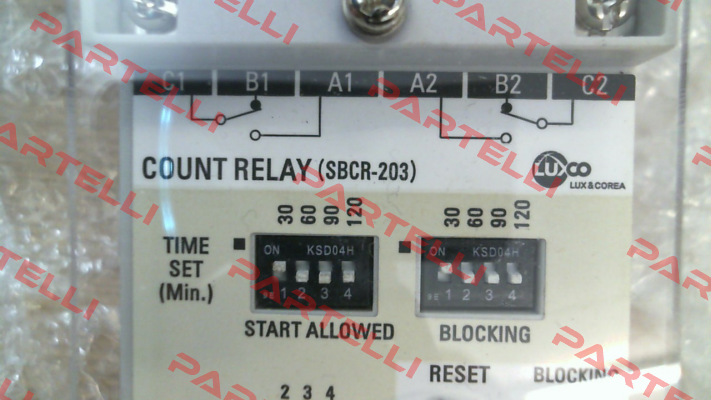 C1 B1 A1 A2 B2 C2
COUNT RELAY (SBCR-203)
LUXCO
LUX & COREA
30 60 90 120
30 60 90 120
TIME
SET
(Min.)
ON KSD04H
1 2 3 4
ON KSD04H
1 2 3 4
START ALLOWED
BLOCKING
RESET
BLOCKING
2 3 4
PARTELLI
PARTELLI
PARTELLI
PARTELLI
PARTELLI
PARTELLI
PARTELLI
PARTELLI